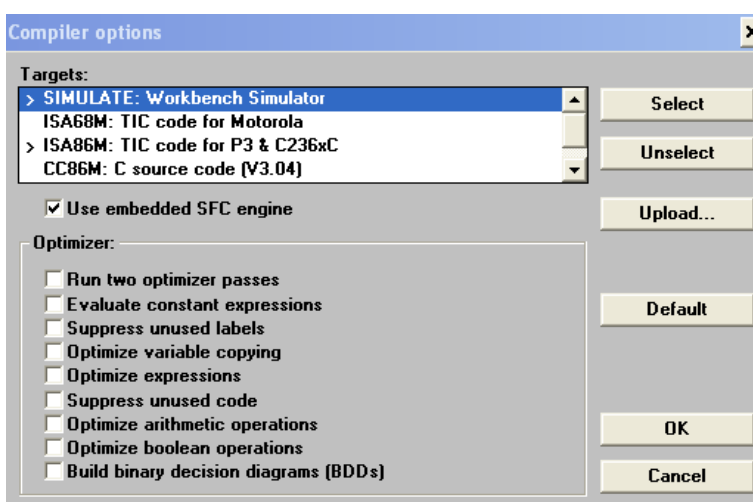 Compiler options
Targets:
> SIMULATE: Workbench Simulator
ISA68M: TIC code for Motorola
> ISA86M: TIC code for P3 & C236xC
CC86M: C source code (V3.04)
Select
Unselect
Use embedded SFC engine
Upload...
Optimizer:
Run two optimizer passes
Evaluate constant expressions
Default
Suppress unused labels
Optimize variable copying
Optimize expressions
Suppress unused code
Optimize arithmetic operations
OK
Optimize boolean operations
Build binary decision diagrams (BDDs)
Cancel